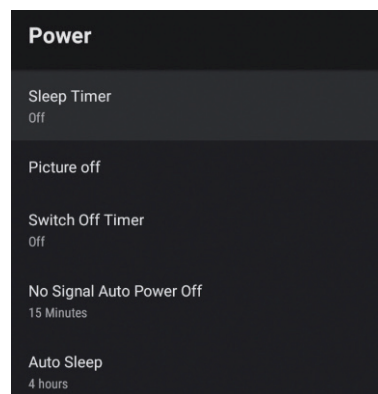 Power
Sleep Timer
Off
Picture off
Switch Off Timer
Off
No Signal Auto Power Off
15 Minutes
Auto Sleep
4 hours